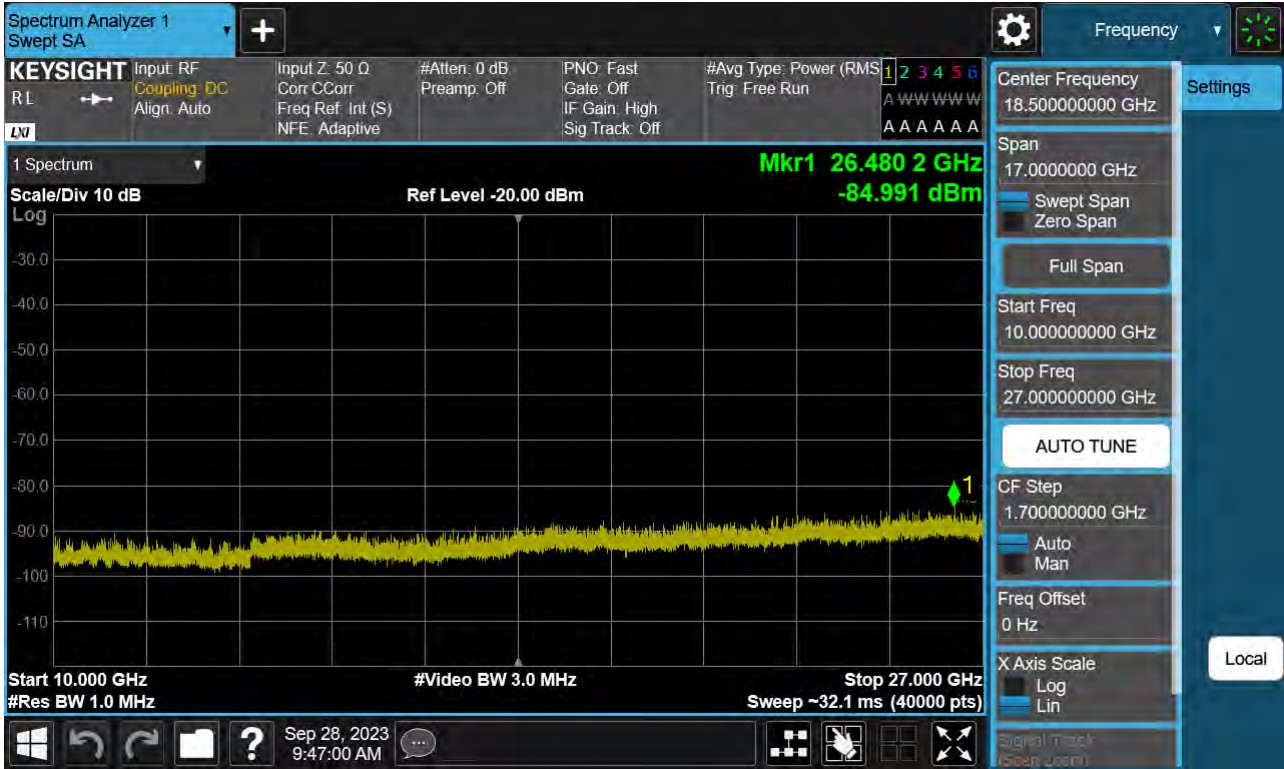 Spectrum Analyzer 1
Swept SA
+
Frequency
KEYSIGHT
RL
LXI
Input: RF
Coupling: DC
Align: Auto
Input Z: 50 Ω
Corr CCorr
Freq Ref: Int (S)
NFE: Adaptive
#Atten: 0 dB
Preamp: Off
PNO: Fast
Gate: Off
IF Gain: High
Sig Track: Off
#Avg Type: Power (RMS
Trig: Free Run
1 2 3 4 5 6
A W W W W W
A A A A A A
1 Spectrum
Scale/Div 10 dB
Log
Ref Level -20.00 dBm
Mkr1 26.480 2 GHz
-84.991 dBm
-30.0
-40.0
-50.0
-60.0
-70.0
-80.0
-90.0
-100
-110
1
Start 10.000 GHz
#Res BW 1.0 MHz
#Video BW 3.0 MHz
Stop 27.000 GHz
Sweep ~32.1 ms (40000 pts)
Center Frequency
18.500000000 GHz
Span
17.0000000 GHz
Swept Span
Zero Span
Full Span
Start Freq
10.000000000 GHz
Stop Freq
27.000000000 GHz
AUTO TUNE
CF Step
1.700000000 GHz
Auto
Man
Freq Offset
0 Hz
X Axis Scale
Log
Lin
Signal Track
(Span Zoom)
Settings
Local
?
Sep 28, 2023
9:47:00 AM